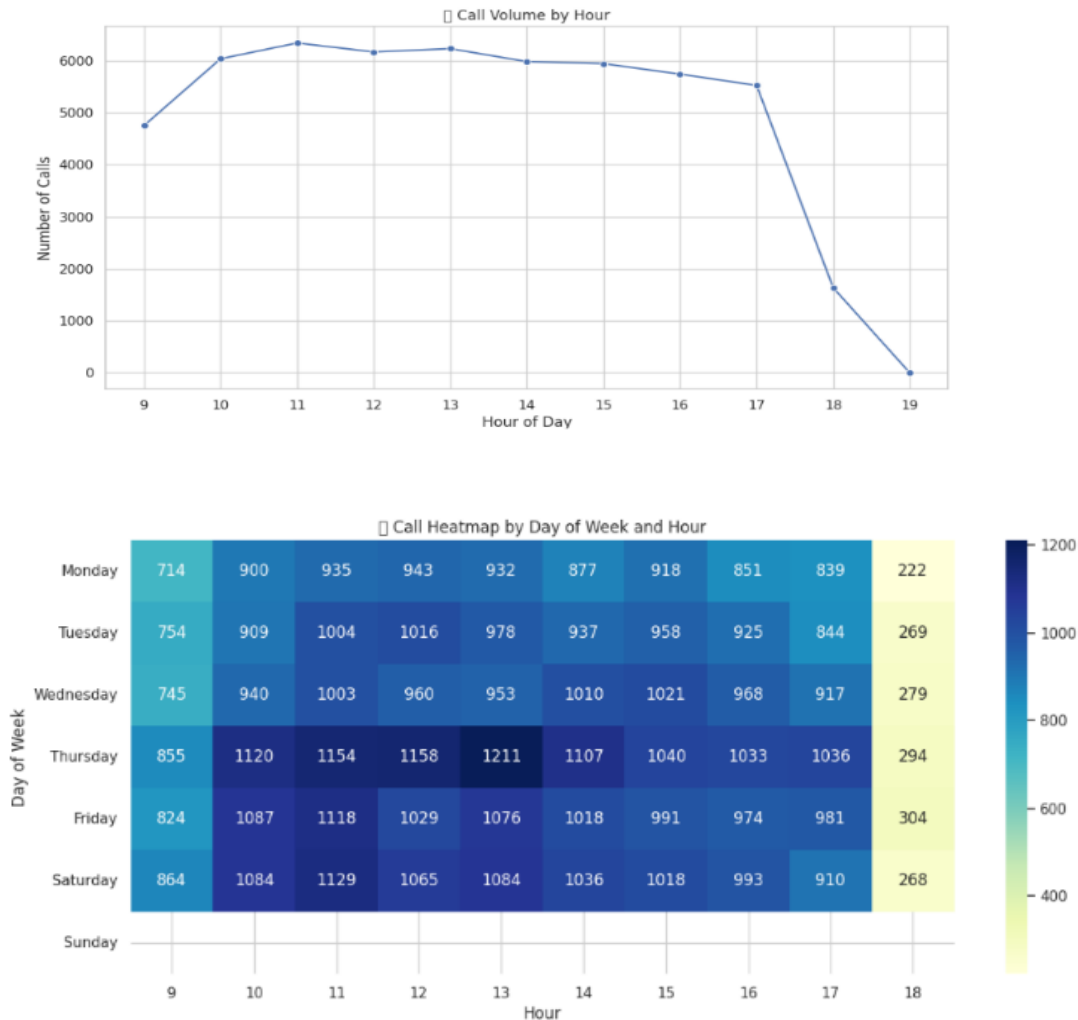 ▯ Call Volume by Hour
6000
5000
4000
3000
2000
1000
0
Number of Calls
9 10 11 12 13 14 15 16 17 18 19
Hour of Day
▯ Call Heatmap by Day of Week and Hour
Monday 714 900 935 943 932 877 918 851 839 222
Tuesday 754 909 1004 1016 978 937 958 925 844 269
Wednesday 745 940 1003 960 953 1010 1021 968 917 279
Thursday 855 1120 1154 1158 1211 1107 1040 1033 1036 294
Friday 824 1087 1118 1029 1076 1018 991 974 981 304
Saturday 864 1084 1129 1065 1084 1036 1018 993 910 268
Sunday
Day of Week
9 10 11 12 13 14 15 16 17 18
Hour
1200
1000
800
600
400